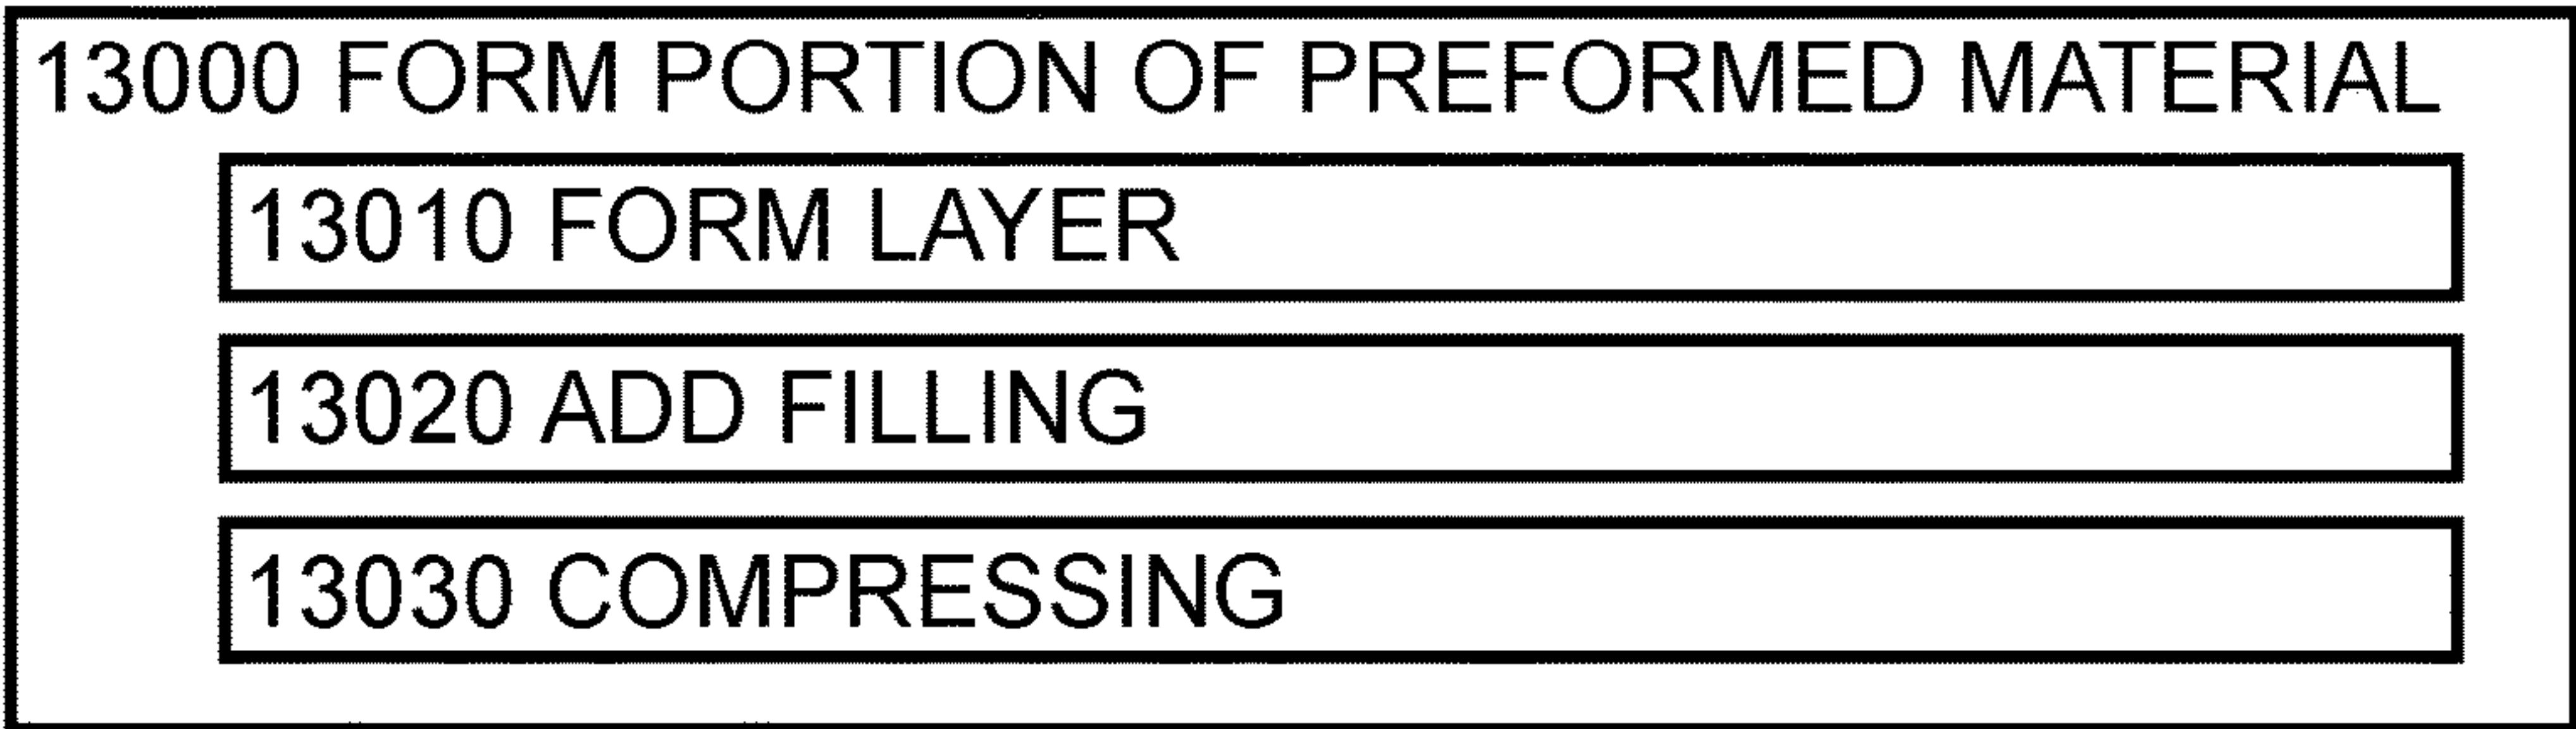 13000 FORM PORTION OF PREFORMED MATERIAL
13010 FORM LAYER
13020 ADD FILLING
13030 COMPRESSING